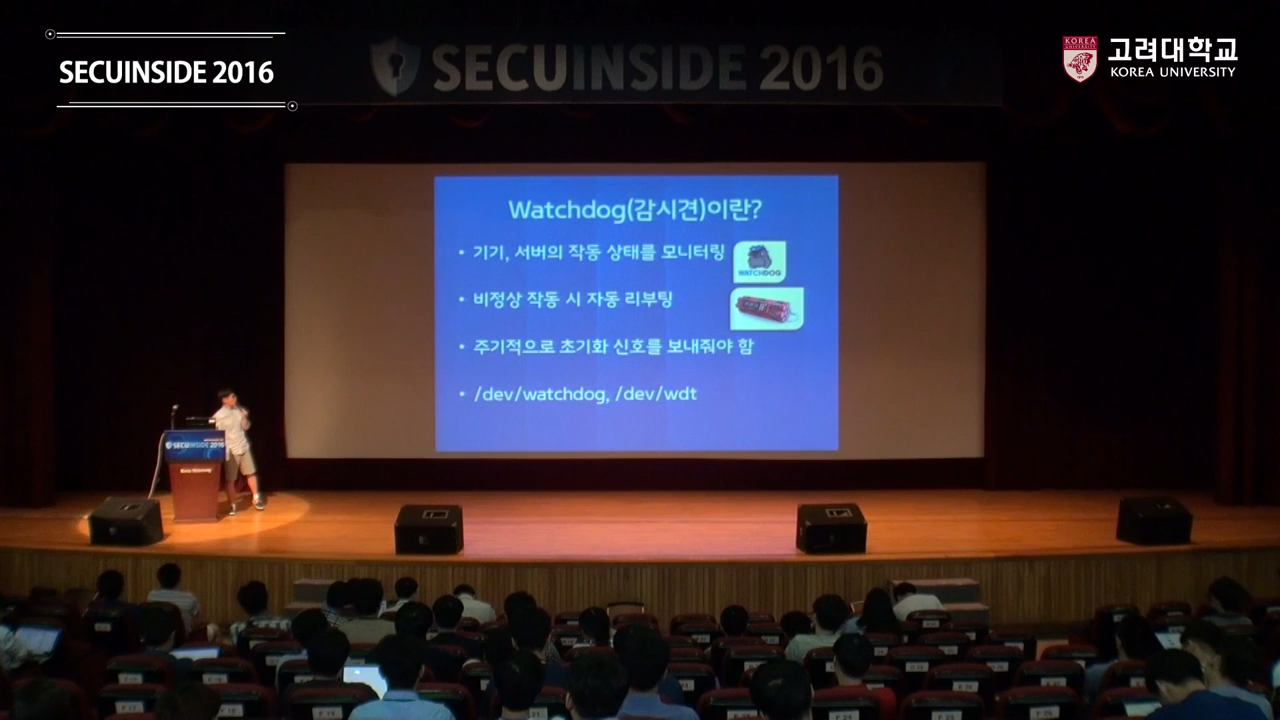 SECUINSIDE 2016
SECUINSIDE 2016
KOREA
고려대학교
KOREA UNIVERSITY
Watchdog(감시견)이란?
• 기기, 서버의 작동 상태를 모니터링
WATCHDOG
• 비정상 작동 시 자동 리부팅
• 주기적으로 초기화 신호를 보내줘야 함
• /dev/watchdog, /dev/wdt
SECUINSIDE 2016
Korea University